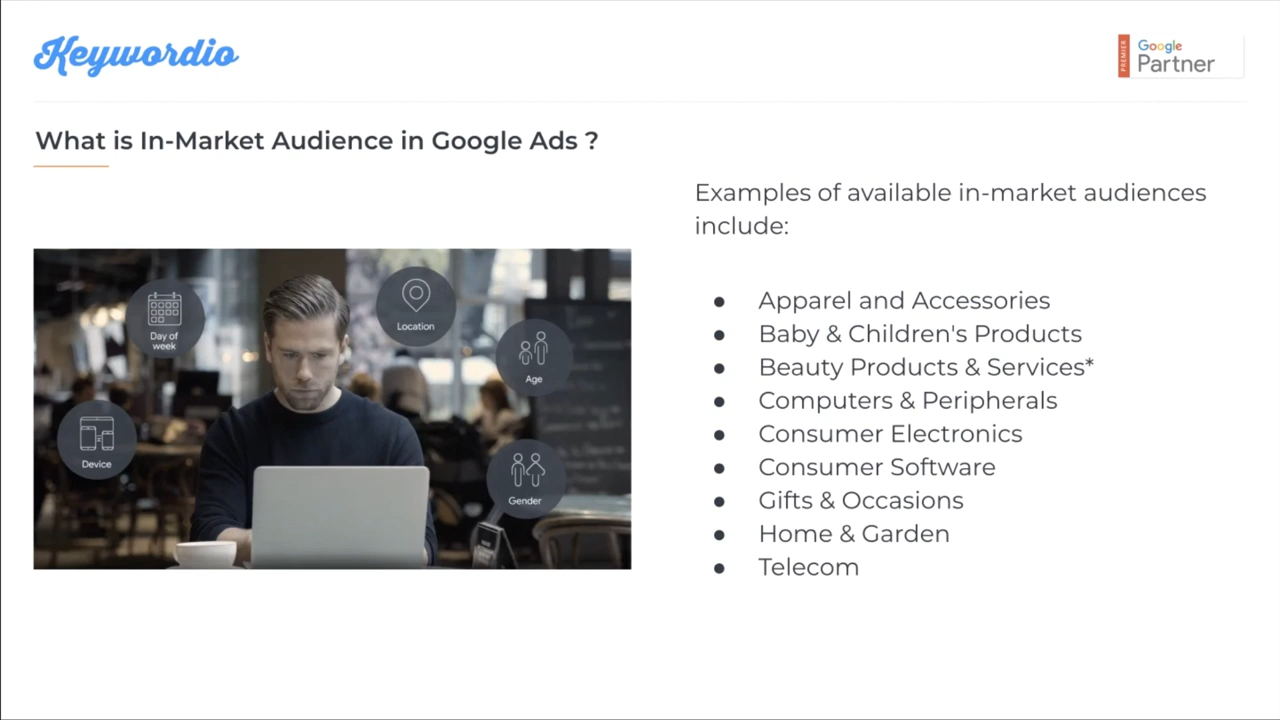 Keywordio
PREMIER
Google
Partner
What is In-Market Audience in Google Ads ?
Examples of available in-market audiences
include:
Day of
week
Location
Age
Device
Gender
● Apparel and Accessories
● Baby & Children's Products
● Beauty Products & Services*
● Computers & Peripherals
● Consumer Electronics
● Consumer Software
● Gifts & Occasions
● Home & Garden
● Telecom